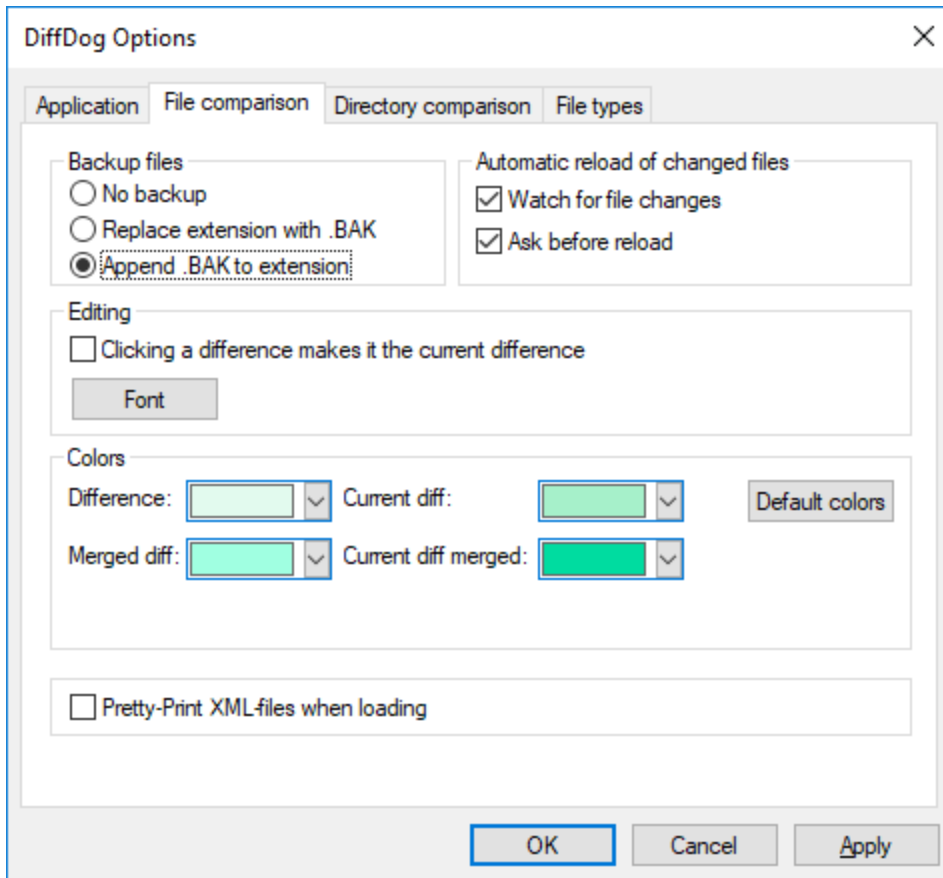 DiffDog Options
Application File comparison Directory comparison File types
Backup files
No backup
Replace extension with .BAK
Append .BAK to extension
Automatic reload of changed files
Watch for file changes
Ask before reload
Editing
Clicking a difference makes it the current difference
Font
Colors
Difference: Current diff: Default colors
Merged diff: Current diff merged:
Pretty-Print XML-files when loading
OK Cancel Apply